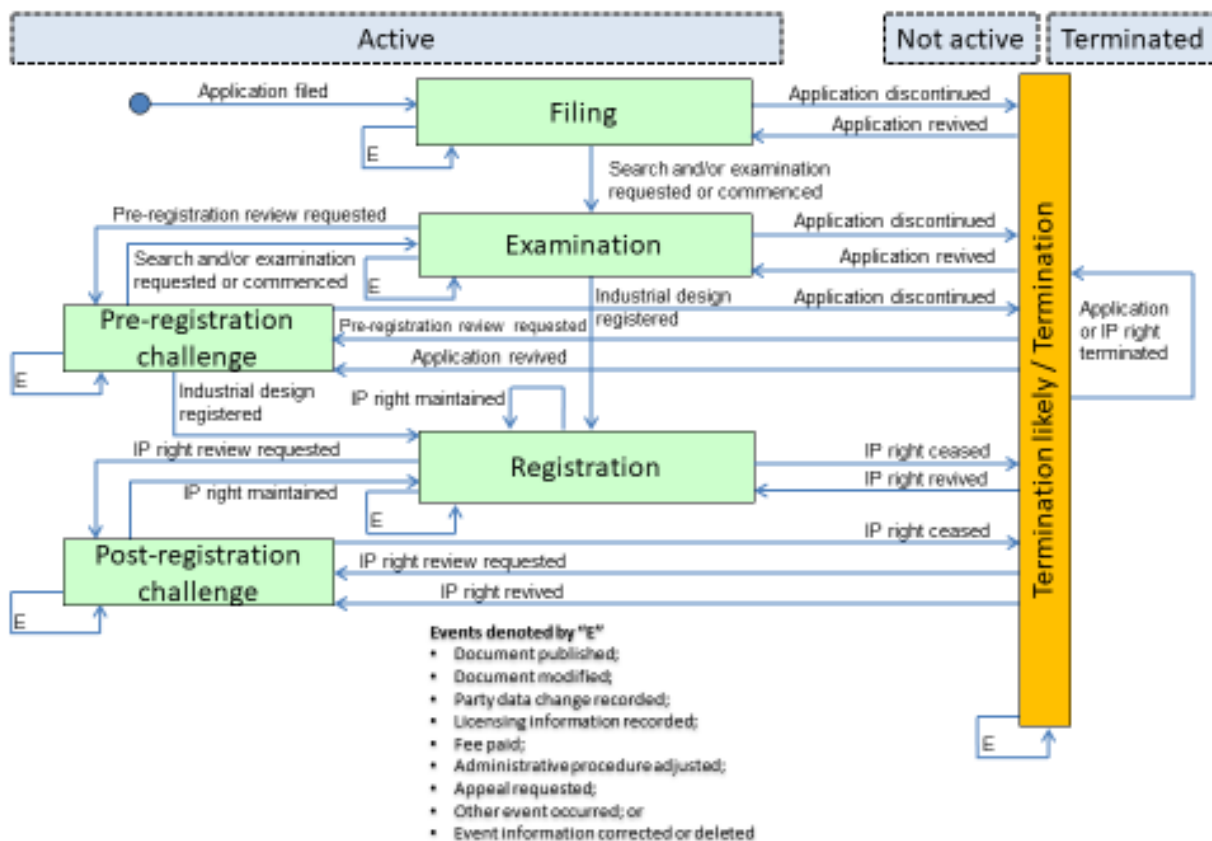 Active
Not active
Terminated
Application filed
Filing
Application discontinued
Application revived
E
Search and/or examination
requested or commenced
Pre-registration review requested
Examination
Application discontinued
Application revived
Search and/or examination
requested or commenced
E
Industrial design
registered
Application discontinued
Application
or IP right
terminated
Pre-registration
challenge
Pre-registration review requested
Application revived
E
Industrial design
registered
IP right maintained
IP right review requested
Registration
IP right ceased
IP right revived
IP right maintained
E
Post-registration
challenge
IP right ceased
IP right review requested
IP right revived
E
Termination likely / Termination
E
Events denoted by "E"
• Document published;
• Document modified;
• Party data change recorded;
• Licensing information recorded;
• Fee paid;
• Administrative procedure adjusted;
• Appeal requested;
• Other event occurred; or
• Event information corrected or deleted